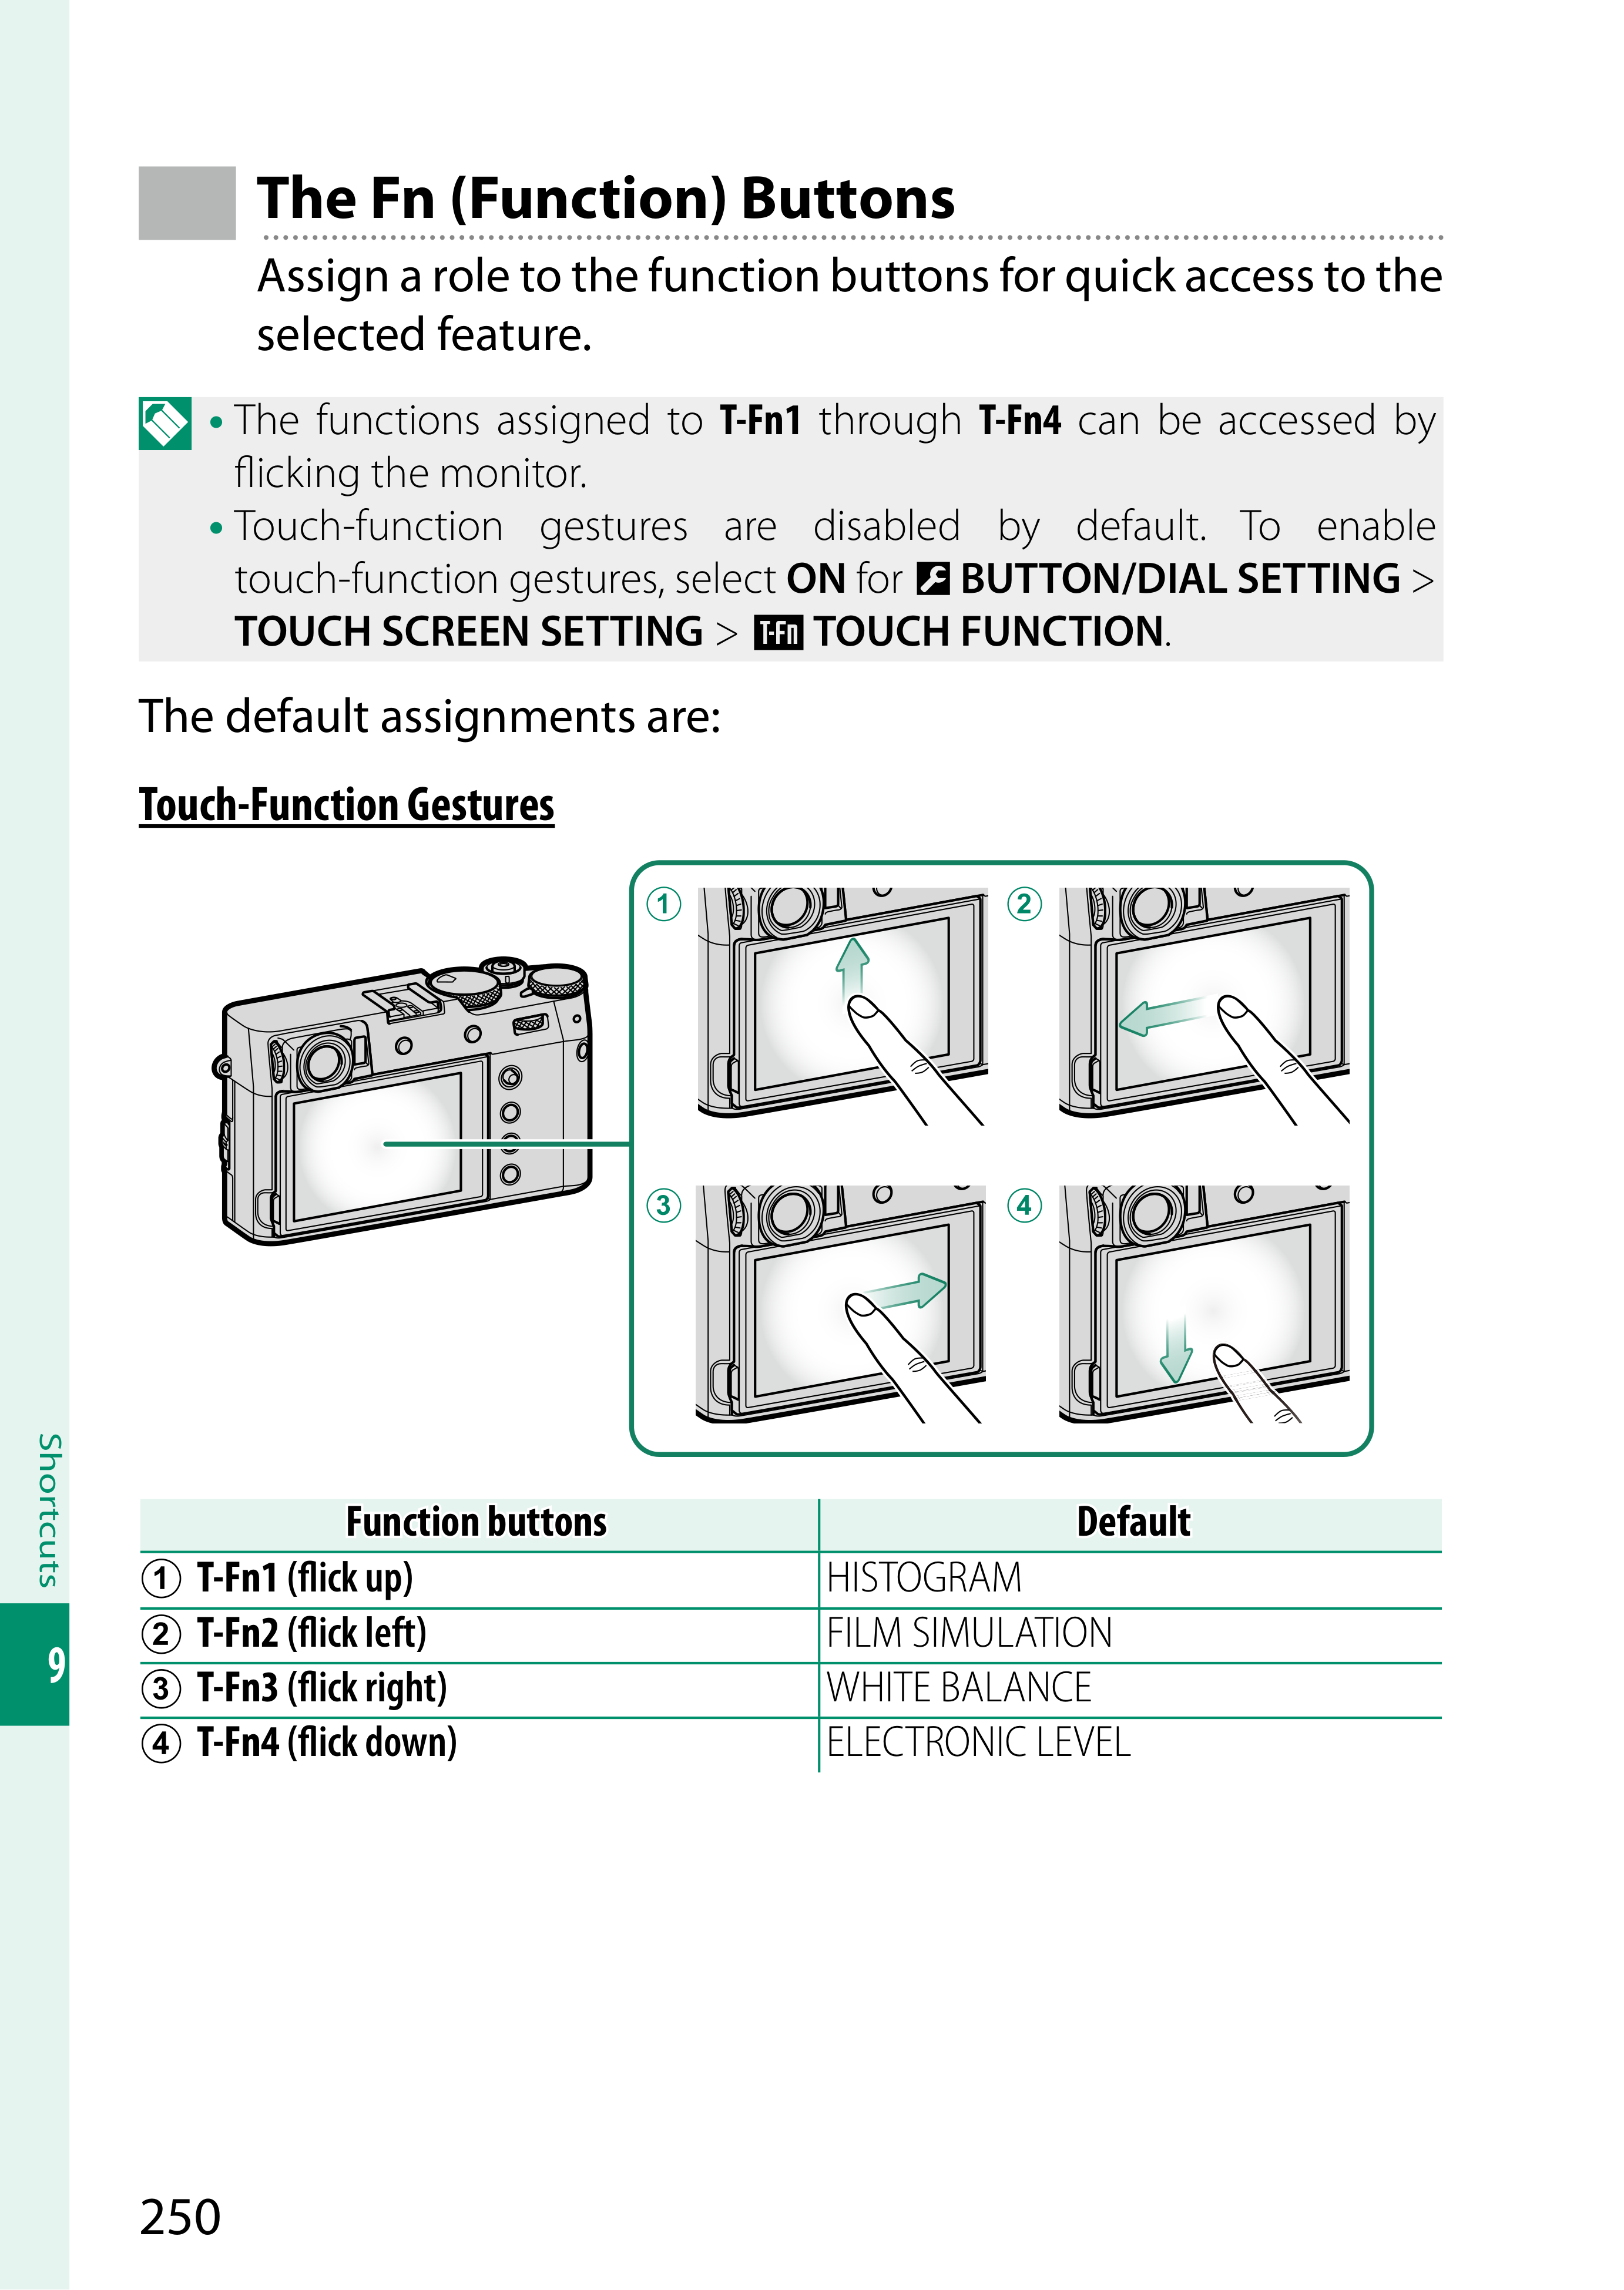 The Fn (Function) Buttons
Assign a role to the function buttons for quick access to the
selected feature.
• The functions assigned to T-Fn1 through T-Fn4 can be accessed by
flicking the monitor.
• Touch-function gestures are disabled by default. To enable
touch-function gestures, select ON for BUTTON/DIAL SETTING >
TOUCH SCREEN SETTING > T-Fn TOUCH FUNCTION.
The default assignments are:
Touch-Function Gestures
① ②
③ ④
Function buttons Default
① T-Fn1 (flick up) HISTOGRAM
② T-Fn2 (flick left) FILM SIMULATION
③ T-Fn3 (flick right) WHITE BALANCE
④ T-Fn4 (flick down) ELECTRONIC LEVEL
Shortcuts
9
250